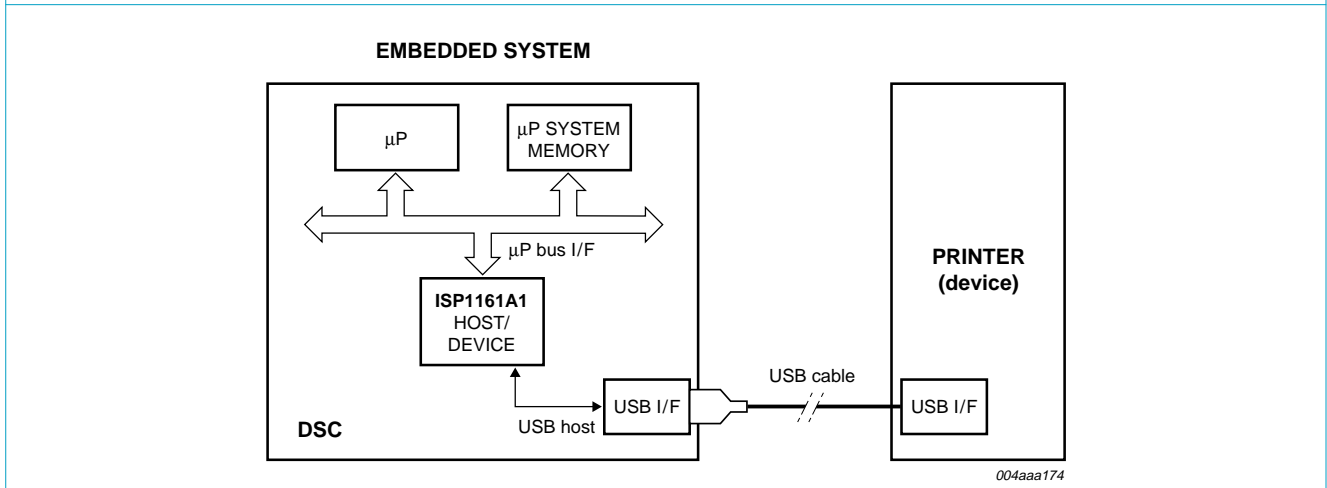 EMBEDDED SYSTEM
μP
μP SYSTEM
MEMORY
μP bus I/F
ISP1161A1
HOST/
DEVICE
USB host
DSC
USB I/F
USB cable
PRINTER
(device)
USB I/F
004aaa174